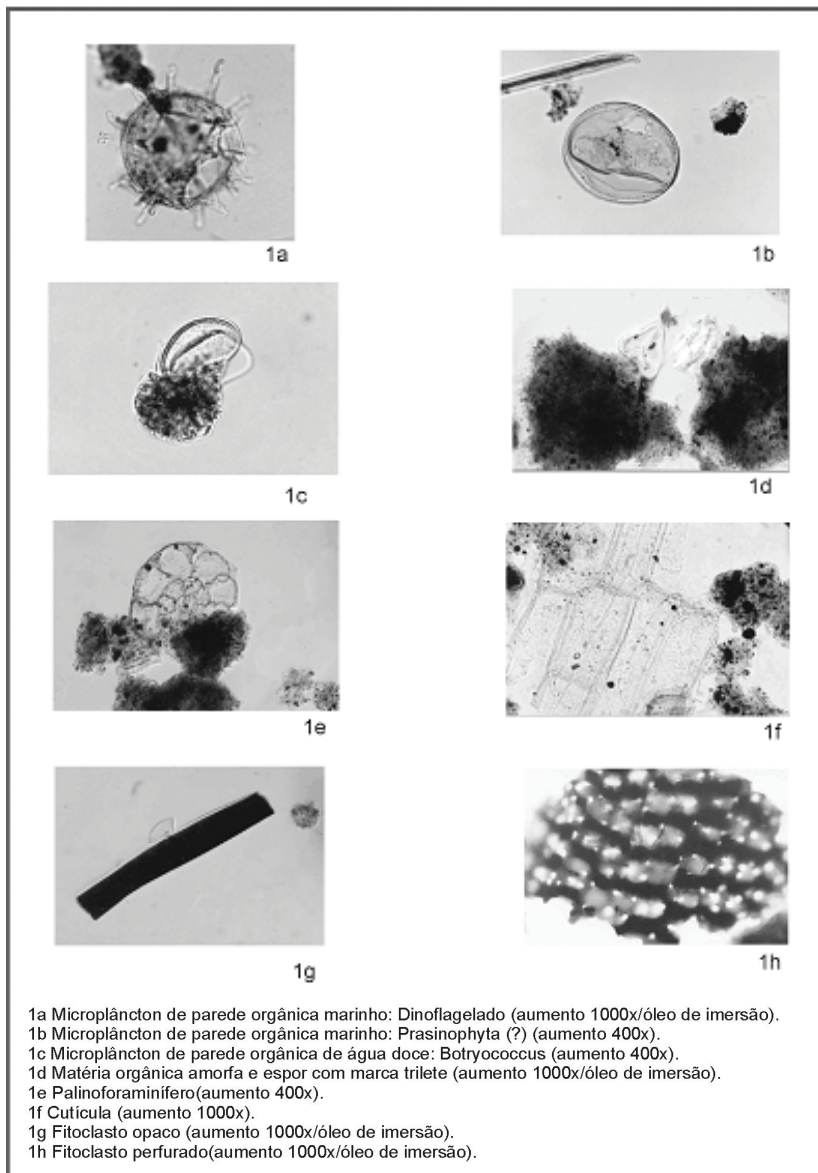 1a
1b
1c
1d
1e
1f
1g
1h
1a Microplâncton de parede orgânica marinho: Dinoflagelado (aumento 1000x/óleo de imersão).
1b Microplâncton de parede orgânica marinho: Prasinophyta (?) (aumento 400x).
1c Microplâncton de parede orgânica de água doce: Botryococcus (aumento 400x).
1d Matéria orgânica amorfa e espor com marca trilete (aumento 1000x/óleo de imersão).
1e Palinoforaminífero(aumento 400x).
1f Cutícula (aumento 1000x).
1g Fitoclasto opaco (aumento 1000x/óleo de imersão).
1h Fitoclasto perfurado(aumento 1000x/óleo de imersão).